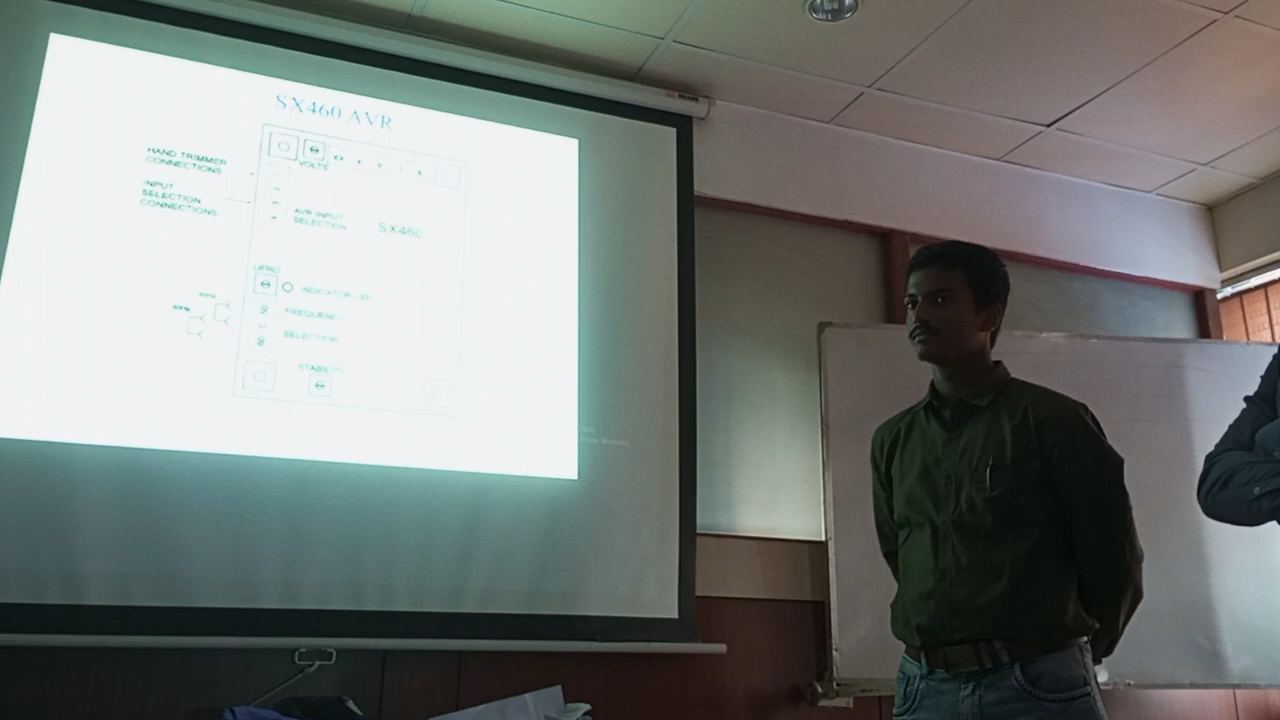 SX460 AVR
HAND TRIMMER
CONNECTIONS
VOLTS
INPUT
SELECTION
CONNECTIONS
AVR INPUT
SELECTION
SX460
UFRO
INDICATOR LED
FREQUENCY
SELECTION
STABILITY